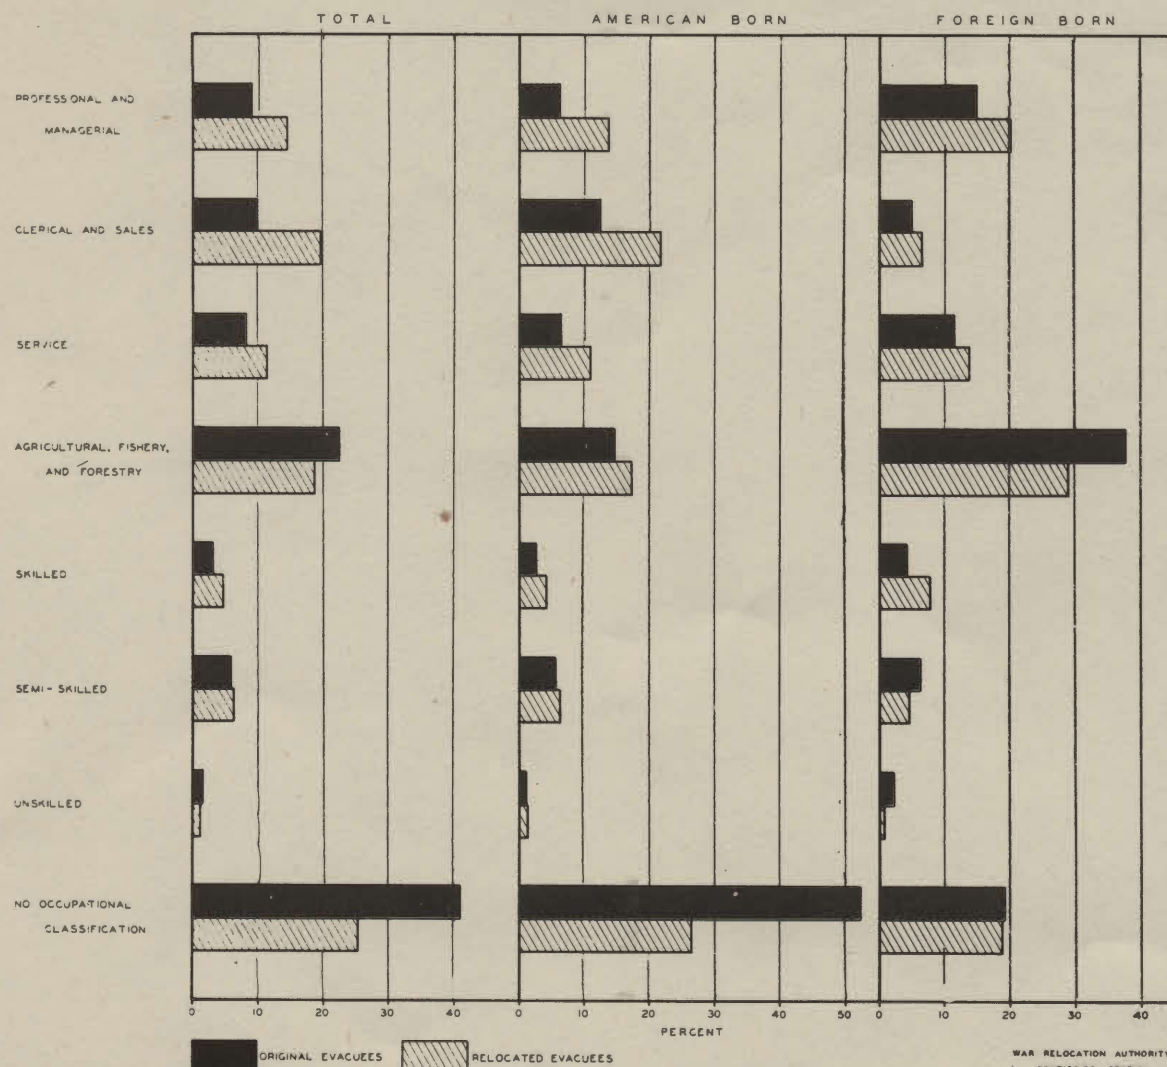 TOTAL
AMERICAN BORN
FOREIGN BORN
PROFESSIONAL AND
MANAGERIAL
CLERICAL AND SALES
SERVICE
AGRICULTURAL, FISHERY,
AND FORESTRY
SKILLED
SEMI-SKILLED
UNSKILLED
NO OCCUPATIONAL
CLASSIFICATION
0 10 20 30 40 0 10 20 30 40 50 0 10 20 30 40
PERCENT
ORIGINAL EVACUEES RELOCATED EVACUEES
WAR RELOCATION AUTHORITY